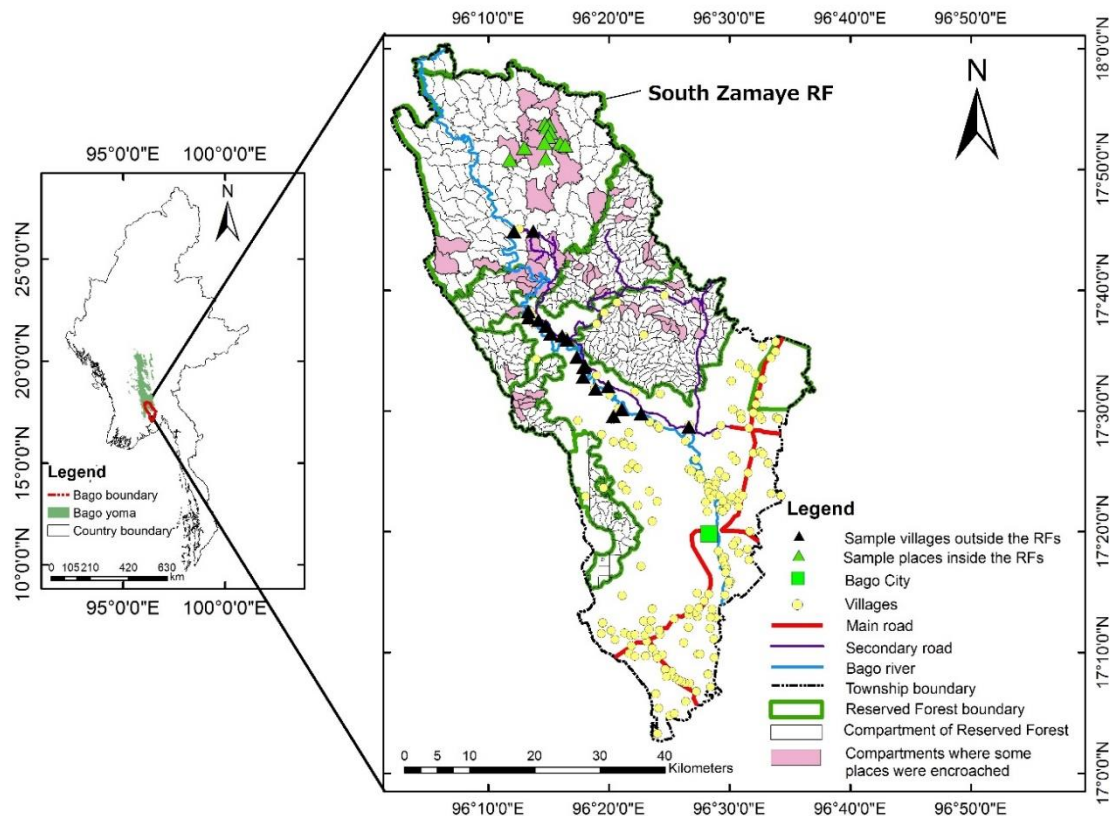 96°10'0"E
96°20'0"E
96°30'0"E
96°40'0"E
96°50'0"E
18°0'0"N
17°50'0"N
17°40'0"N
17°30'0"N
17°20'0"N
17°10'0"N
17°0'0"N
South Zamaye RF
N
95°0'0"E
100°0'0"E
N
25°0'0"N
20°0'0"N
15°0'0"N
10°0'0"N
Legend
Bago boundary
Bago yoma
Country boundary
0 105210 420 630
km
95°0'0"E
100°0'0"E
Legend
Sample villages outside the RFs
Sample places inside the RFs
Bago City
Villages
Main road
Secondary road
Bago river
Township boundary
Reserved Forest boundary
Compartment of Reserved Forest
Compartments where some
places were encroached
0 5 10 20 30 40
Kilometers
96°10'0"E
96°20'0"E
96°30'0"E
96°40'0"E
96°50'0"E